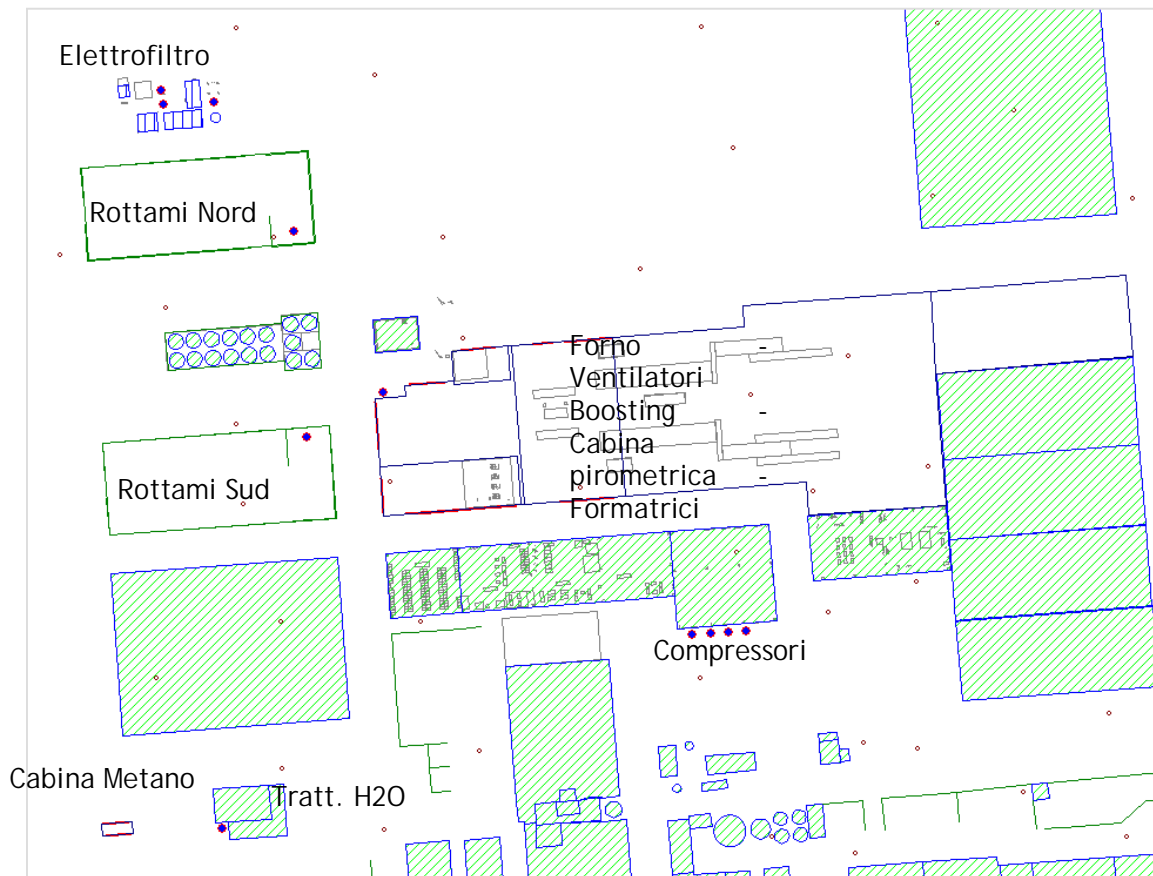 Elettrofiltro
Rottami Nord
Forno -
Ventilatori
Boosting -
Cabina
pirometrica -
Formatrici
Rottami Sud
Compressori
Cabina Metano
Tratt. H2O